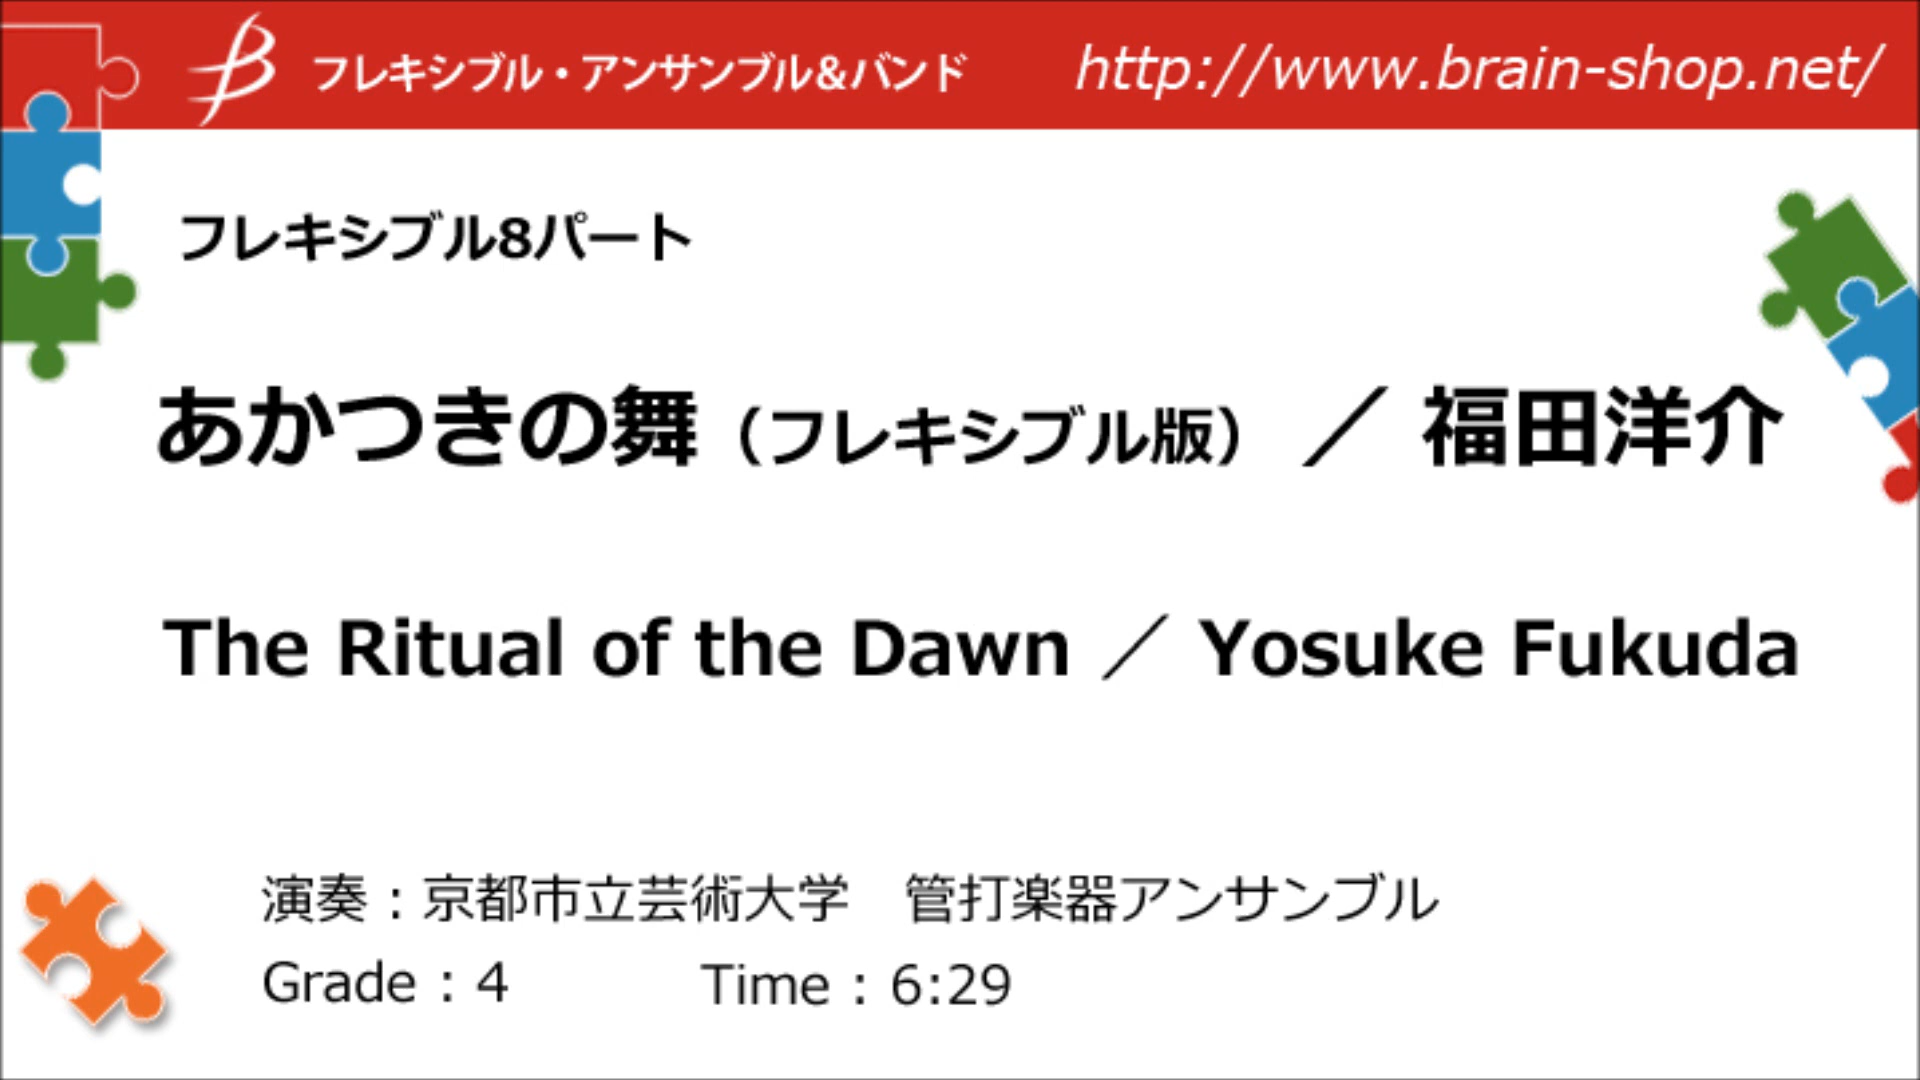 フレキシブル・アンサンブル&バンド http://www.brain-shop.net/
フレキシブル8パート
あかつきの舞（フレキシブル版） ／ 福田洋介
The Ritual of the Dawn ／ Yosuke Fukuda
演奏：京都市立芸術大学　管打楽器アンサンブル
Grade：4 Time：6:29